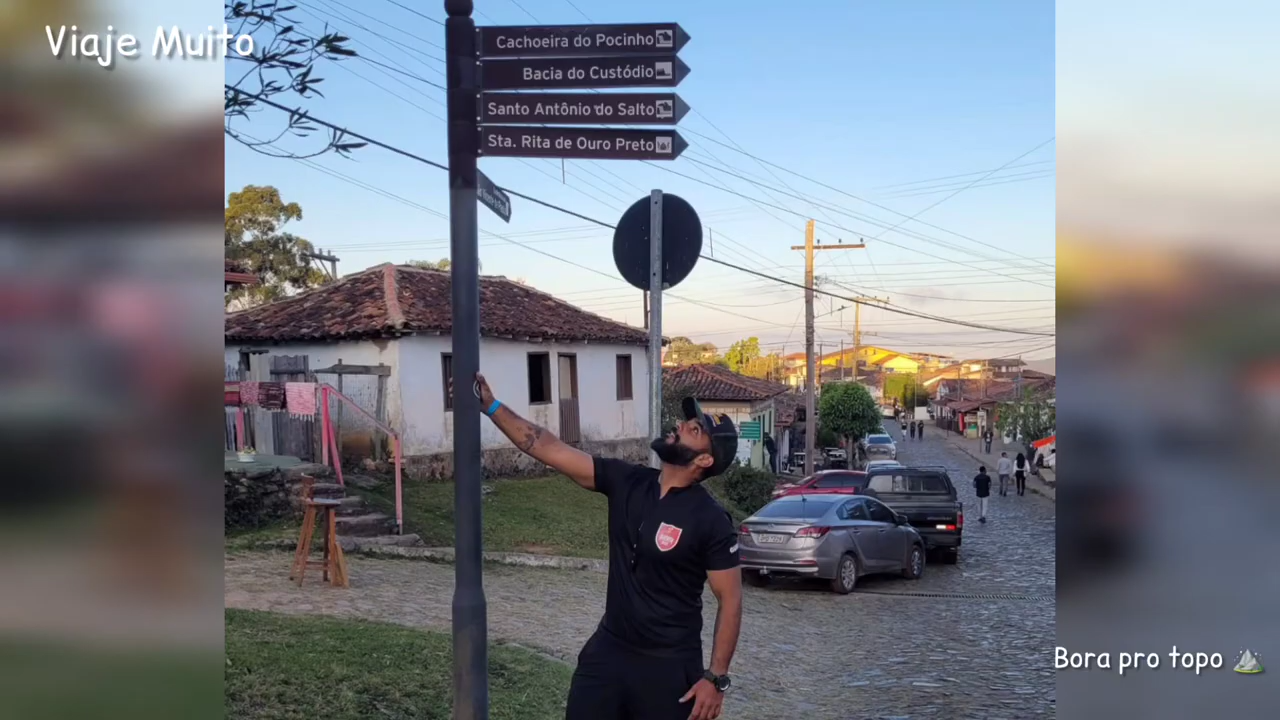 Viaje Muito
Cachoeira do Pocinho
Bacia do Custódio
Santo Antônio do Salto
Sta. Rita de Ouro Preto
Bora pro topo